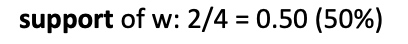 support of w: 2/4 = 0.50 (50%)